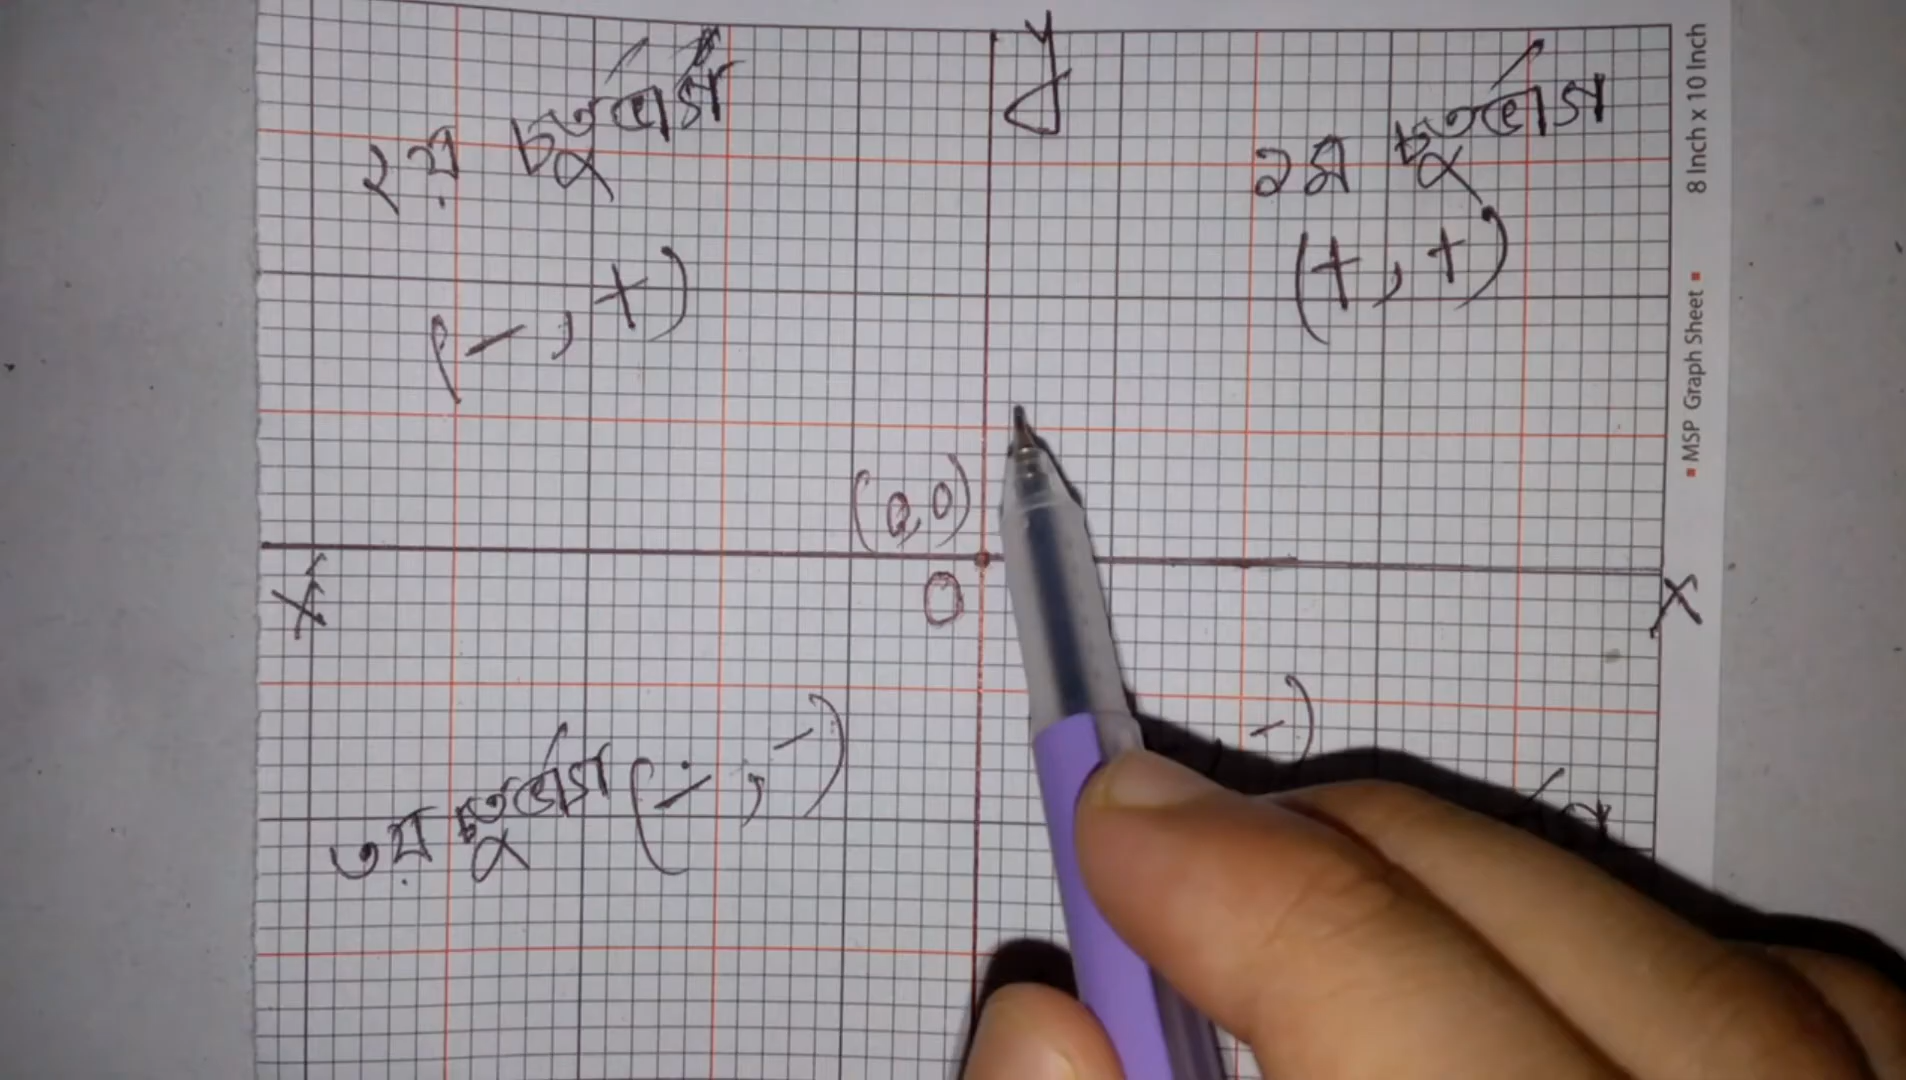 y
২য় চতুর্ভাগ
১ম চতুর্ভাগ
(−, +)
(+, +)
(0,0)
X'
O
X
৩য় চতুর্ভাগ (−, −)
−)
8 Inch x 10 Inch
MSP Graph Sheet